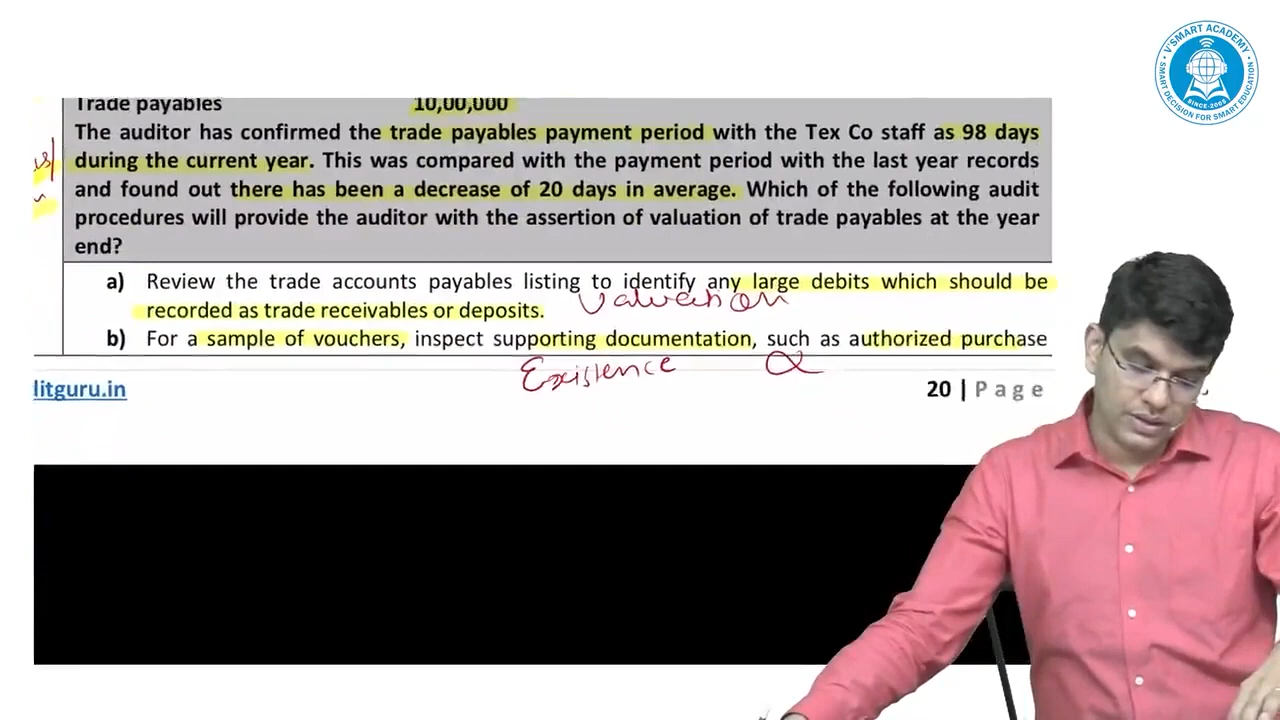 V'SMART ACADEMY
SMART DECISION FOR SMART EDUCATION
SINCE-2005
Trade payables 10,00,000
The auditor has confirmed the trade payables payment period with the Tex Co staff as 98 days
during the current year. This was compared with the payment period with the last year records
and found out there has been a decrease of 20 days in average. Which of the following audit
procedures will provide the auditor with the assertion of valuation of trade payables at the year
end?
a) Review the trade accounts payables listing to identify any large debits which should be
Valuation
recorded as trade receivables or deposits.
b) For a sample of vouchers, inspect supporting documentation, such as authorized purchase
Existence
litguru.in 20 | Page